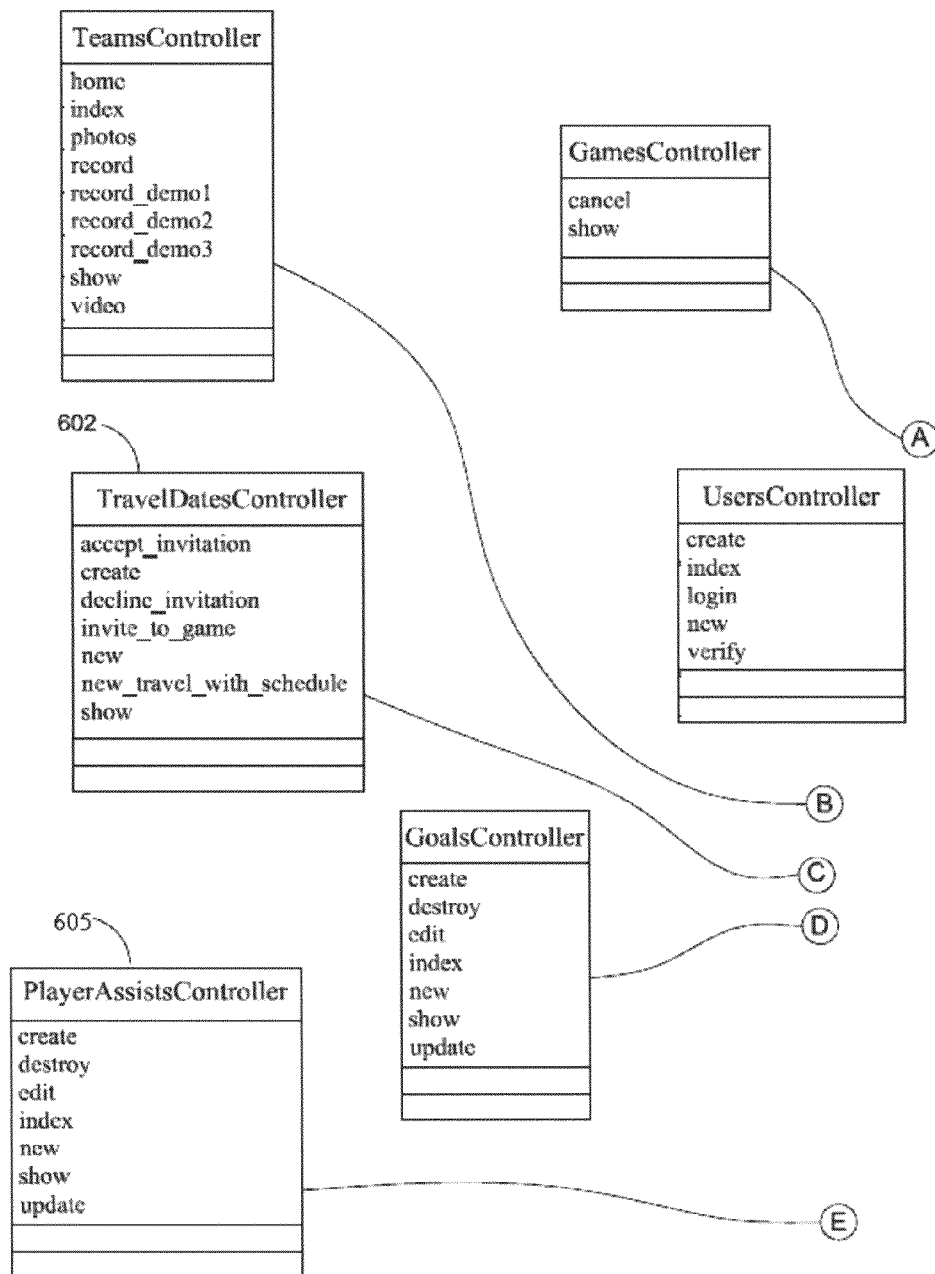 TeamsController
home
index
photos
record
record_demo1
record_demo2
record_demo3
show
video
GamesController
cancel
show
A
602
TravelDatesController
accept_invitation
create
decline_invitation
invite_to_game
new
new_travel_with_schedule
show
UsersController
create
index
login
new
verify
B
C
D
GoalsController
create
destroy
edit
index
new
show
update
605
PlayerAssistsController
create
destroy
edit
index
new
show
update
E